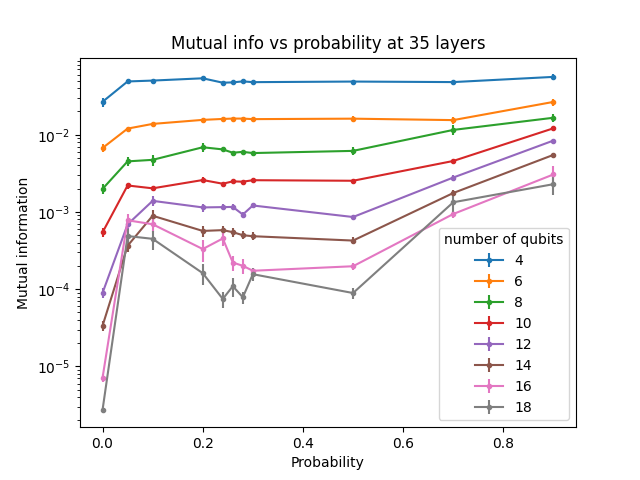 Mutual info vs probability at 35 layers
Mutual information
10⁻²
10⁻³
10⁻⁴
10⁻⁵
number of qubits
4
6
8
10
12
14
16
18
0.0 0.2 0.4 0.6 0.8
Probability